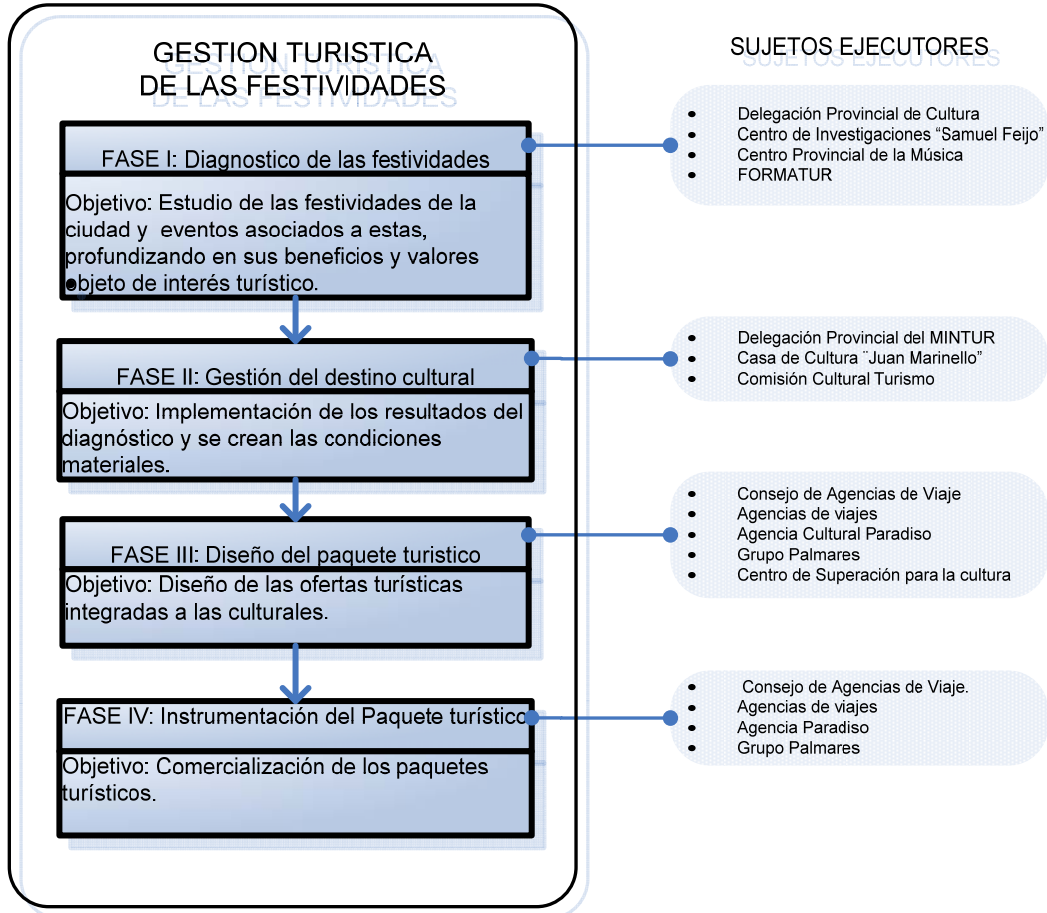 GESTION TURISTICA
DE LAS FESTIVIDADES
FASE I: Diagnostico de las festividades
Objetivo: Estudio de las festividades de la
ciudad y eventos asociados a estas,
profundizando en sus beneficios y valores
objeto de interés turístico.
FASE II: Gestión del destino cultural
Objetivo: Implementación de los resultados del
diagnóstico y se crean las condiciones
materiales.
FASE III: Diseño del paquete turistico
Objetivo: Diseño de las ofertas turísticas
integradas a las culturales.
FASE IV: Instrumentación del Paquete turístico
Objetivo: Comercialización de los paquetes
turísticos.
SUJETOS EJECUTORES
• Delegación Provincial de Cultura
• Centro de Investigaciones “Samuel Feijo”
• Centro Provincial de la Música
• FORMATUR
• Delegación Provincial del MINTUR
• Casa de Cultura ¨Juan Marinello”
• Comisión Cultural Turismo
• Consejo de Agencias de Viaje
• Agencias de viajes
• Agencia Cultural Paradiso
• Grupo Palmares
• Centro de Superación para la cultura
• Consejo de Agencias de Viaje.
• Agencias de viajes
• Agencia Paradiso
• Grupo Palmares